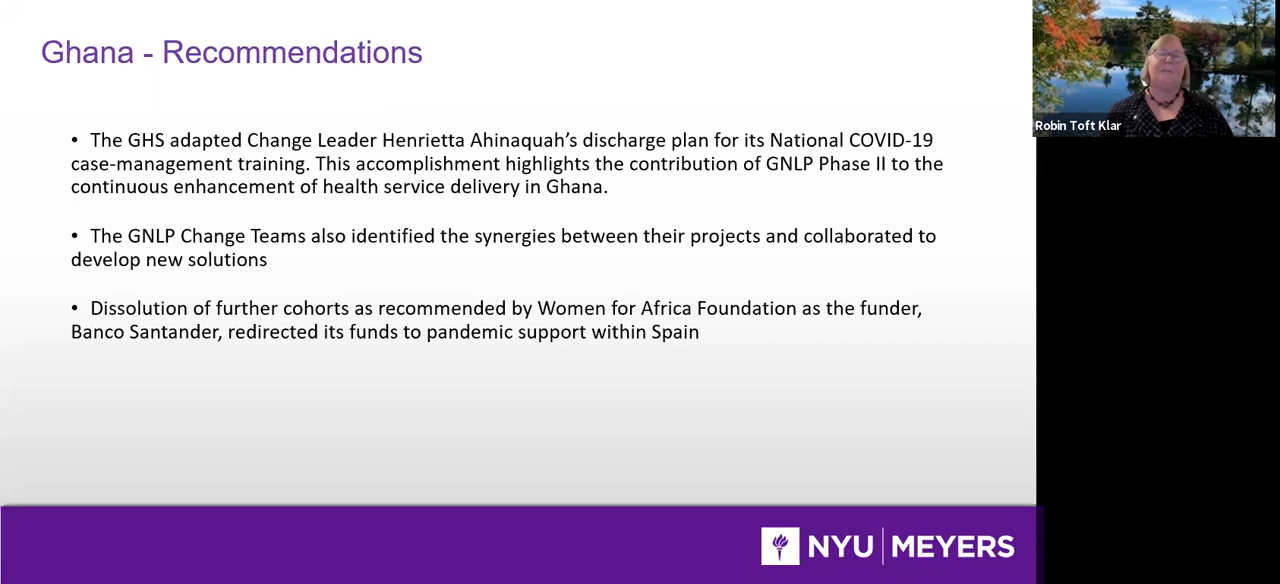 Ghana - Recommendations
• The GHS adapted Change Leader Henrietta Ahinaquah’s discharge plan for its National COVID-19
case-management training. This accomplishment highlights the contribution of GNLP Phase II to the
continuous enhancement of health service delivery in Ghana.
• The GNLP Change Teams also identified the synergies between their projects and collaborated to
develop new solutions
• Dissolution of further cohorts as recommended by Women for Africa Foundation as the funder,
Banco Santander, redirected its funds to pandemic support within Spain
Robin Toft Klar
NYU | MEYERS